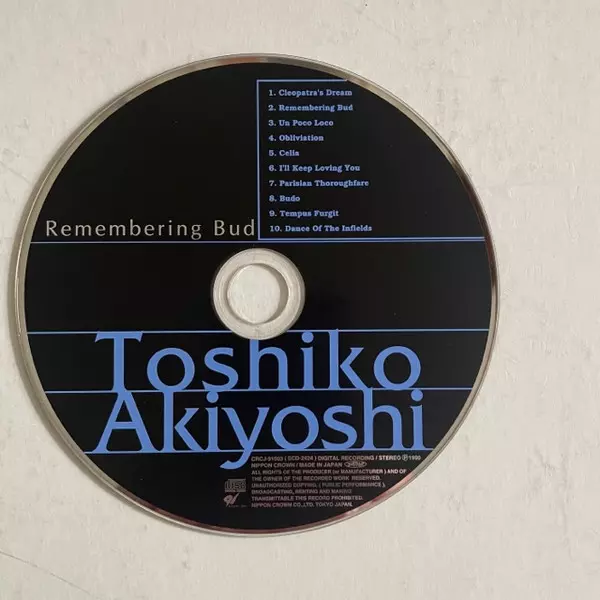 1. Cleopatra's Dream
2. Remembering Bud
3. Un Poco Loco
4. Obliviation
5. Celia
6. I'll Keep Loving You
7. Parisian Thoroughfare
8. Budo
9. Tempus Furgit
10. Dance Of The Infields
Remembering Bud
Toshiko
Akiyoshi
DIGITAL RECORDING / STEREO Ⓟ 1990
NIPPON CROWN / MADE IN JAPAN
ALL RIGHTS OF THE PRODUCER (or MANUFACTURER) AND OF
THE OWNER OF THE RECORDED WORK RESERVED.
UNAUTHORIZED COPYING, ( PUBLIC PERFORMANCE ),
BROADCASTING, RENTING AND MAKING
TRANSMITTABLE THIS RECORD PROHIBITED.
NIPPON CROWN CO.,LTD. TOKYO JAPAN.